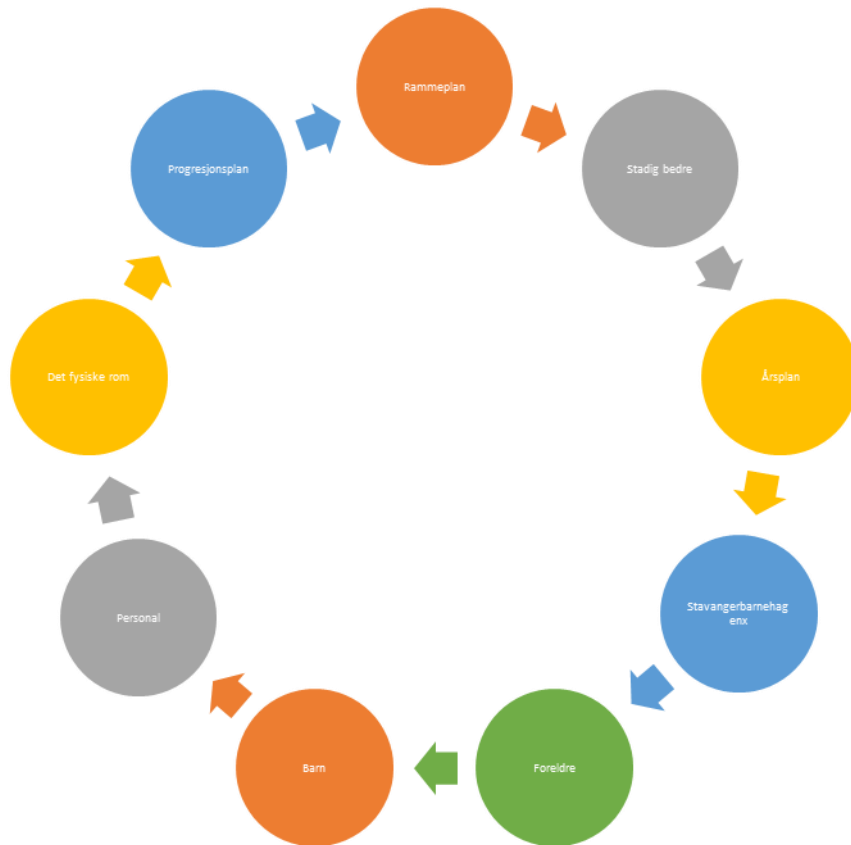 Rammeplan
Stadig bedre
Årsplan
Stavangerbarnehag
enx
Foreldre
Barn
Personal
Det fysiske rom
Progresjonsplan